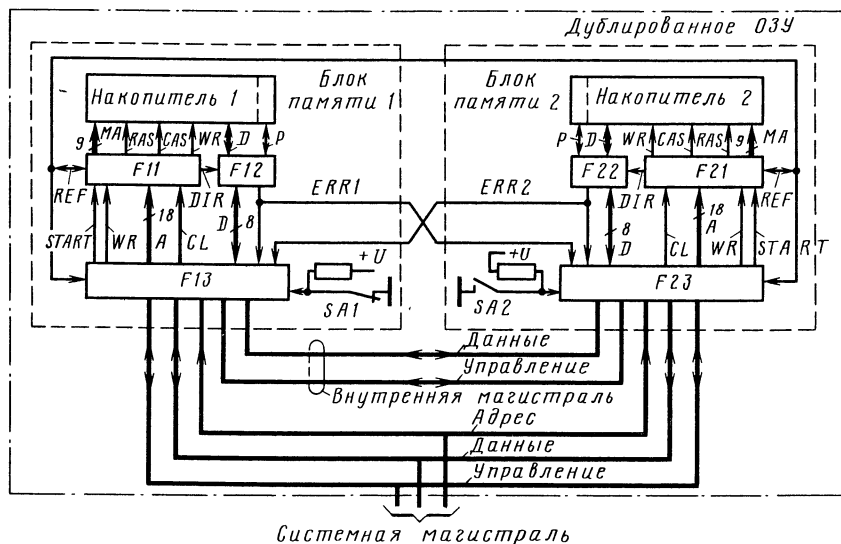 Дублированное ОЗУ
Блок
памяти 1
Блок
памяти 2
Накопитель 1
Накопитель 2
9 MA RAS CAS WR D P
P D WR CAS RAS 9 MA
F11
F12
F22
F21
REF
DIR
DIR
REF
ERR1
ERR2
START WR 18 A CL D 8
8 D CL 18 A WR START
+U
+U
F13
SA1
SA2
F23
Данные
Управление
Внутренняя магистраль
Адрес
Данные
Управление
Системная магистраль